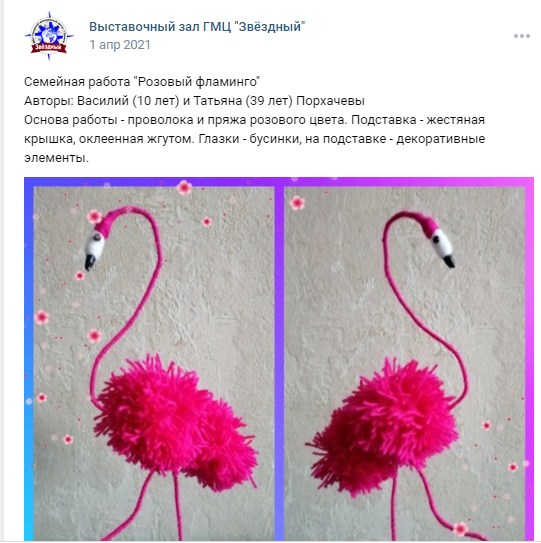 Выставочный зал ГМЦ "Звёздный"
1 апр 2021
Звёздный
Семейная работа "Розовый фламинго"
Авторы: Василий (10 лет) и Татьяна (39 лет) Порхачевы
Основа работы - проволока и пряжа розового цвета. Подставка - жестяная
крышка, оклеенная жгутом. Глазки - бусинки, на подставке - декоративные
элементы.